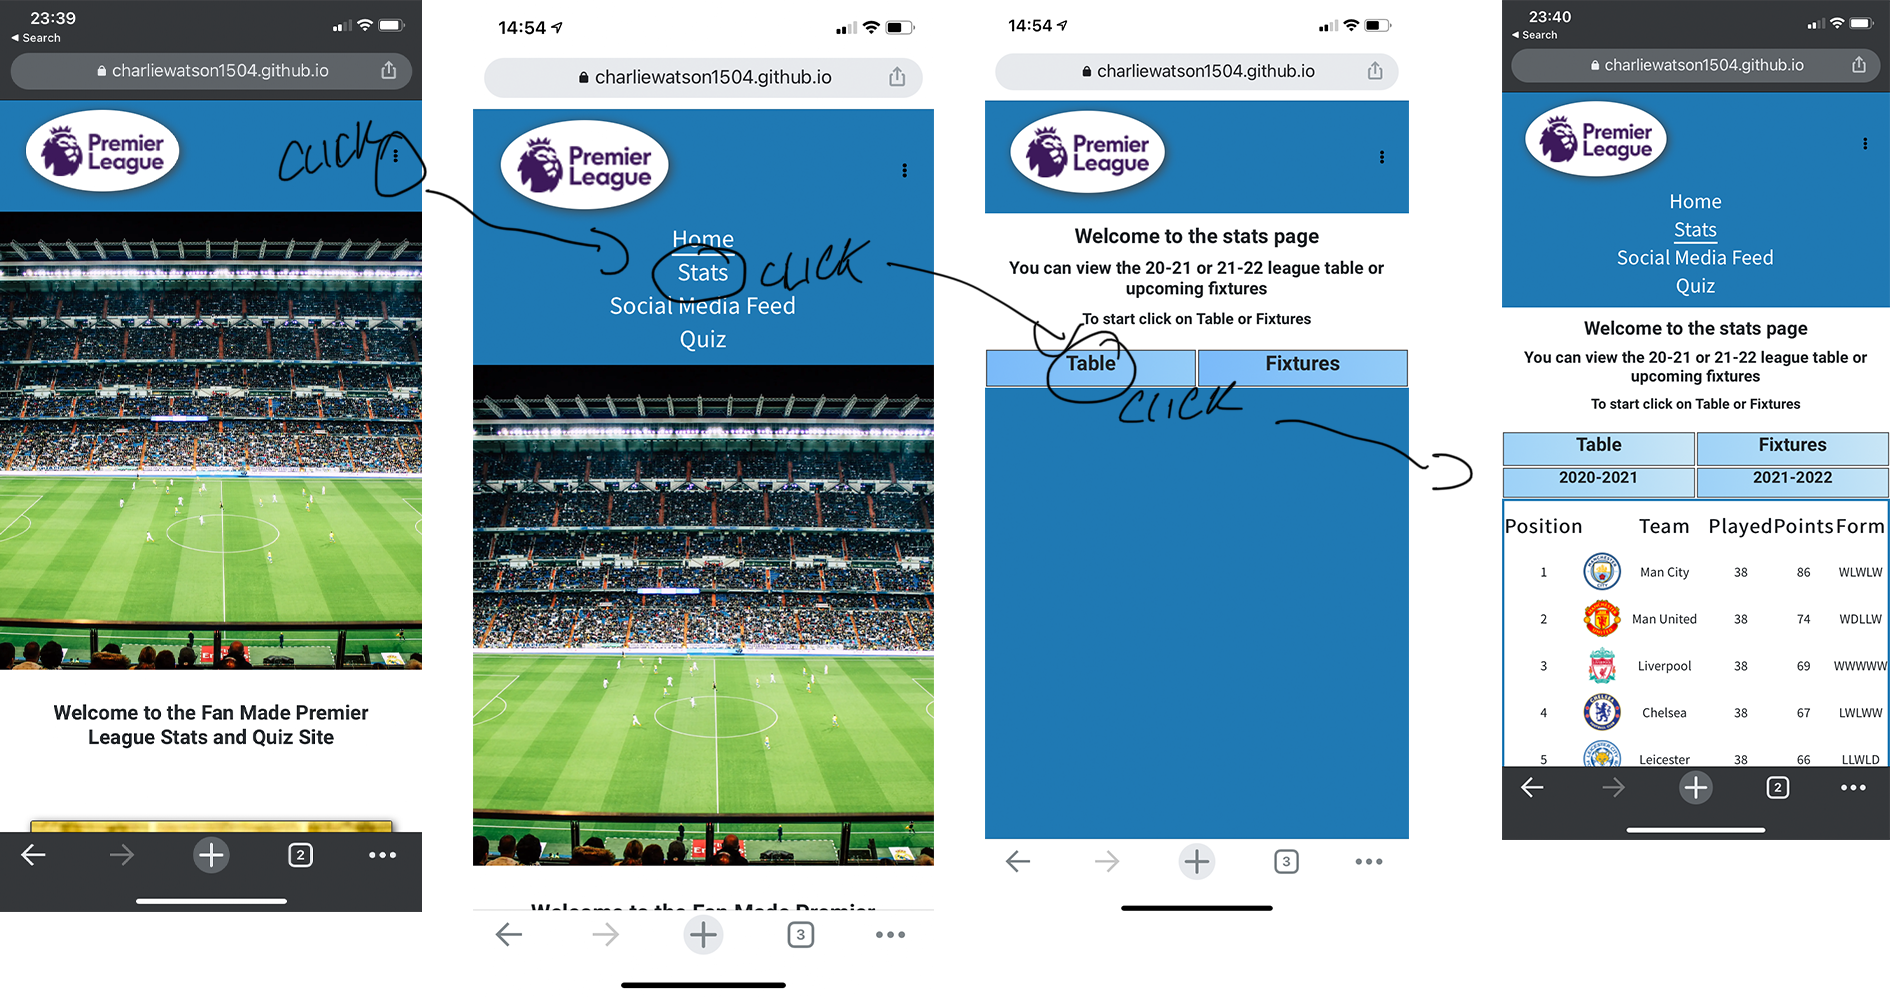 23:39
◂ Search
charliewatson1504.github.io
Premier
League
CLICK
Welcome to the Fan Made Premier
League Stats and Quiz Site
2
14:54
charliewatson1504.github.io
Premier
League
Home
Stats
CLICK
Social Media Feed
Quiz
Welcome to the Fan Made Premier
3
14:54
charliewatson1504.github.io
Premier
League
Welcome to the stats page
You can view the 20-21 or 21-22 league table or
upcoming fixtures
To start click on Table or Fixtures
Table Fixtures
CLICK
3
23:40
◂ Search
charliewatson1504.github.io
Premier
League
Home
Stats
Social Media Feed
Quiz
Welcome to the stats page
You can view the 20-21 or 21-22 league table or
upcoming fixtures
To start click on Table or Fixtures
Table Fixtures
2020-2021 2021-2022
Position Team Played Points Form
1 Man City 38 86 WLWLW
2 Man United 38 74 WDLLW
3 Liverpool 38 69 WWWWW
4 Chelsea 38 67 LWLWW
5 Leicester 38 66 LLWLD
2